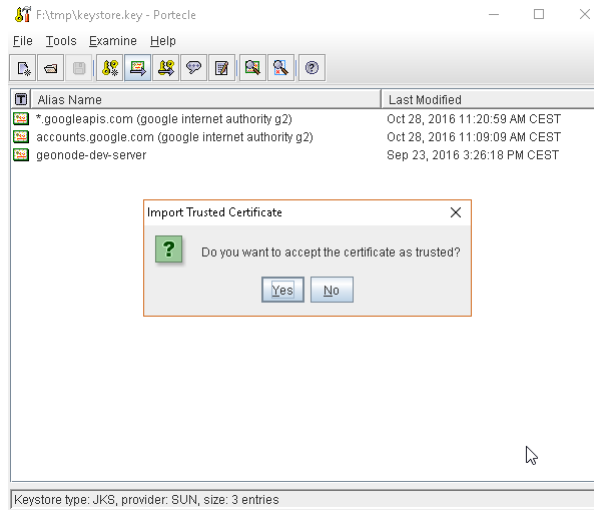 F:\tmp\keystore.key - Portecle
File Tools Examine Help
T Alias Name Last Modified
*.googleapis.com (google internet authority g2) Oct 28, 2016 11:20:59 AM CEST
accounts.google.com (google internet authority g2) Oct 28, 2016 11:09:09 AM CEST
geonode-dev-server Sep 23, 2016 3:26:18 PM CEST
Import Trusted Certificate
? Do you want to accept the certificate as trusted?
Yes No
Keystore type: JKS, provider: SUN, size: 3 entries